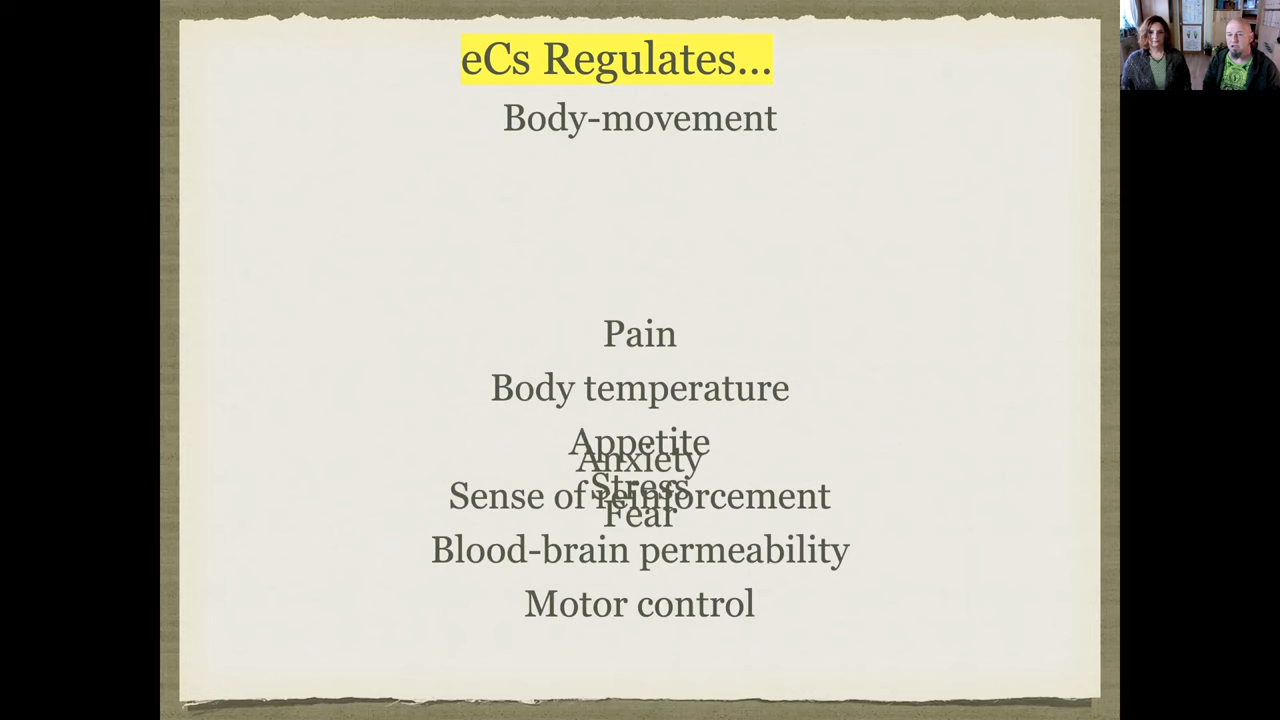 eCs Regulates...
Body-movement
Pain
Body temperature
Appetite
Anxiety
Stress
Sense of reinforcement
Fear
Blood-brain permeability
Motor control